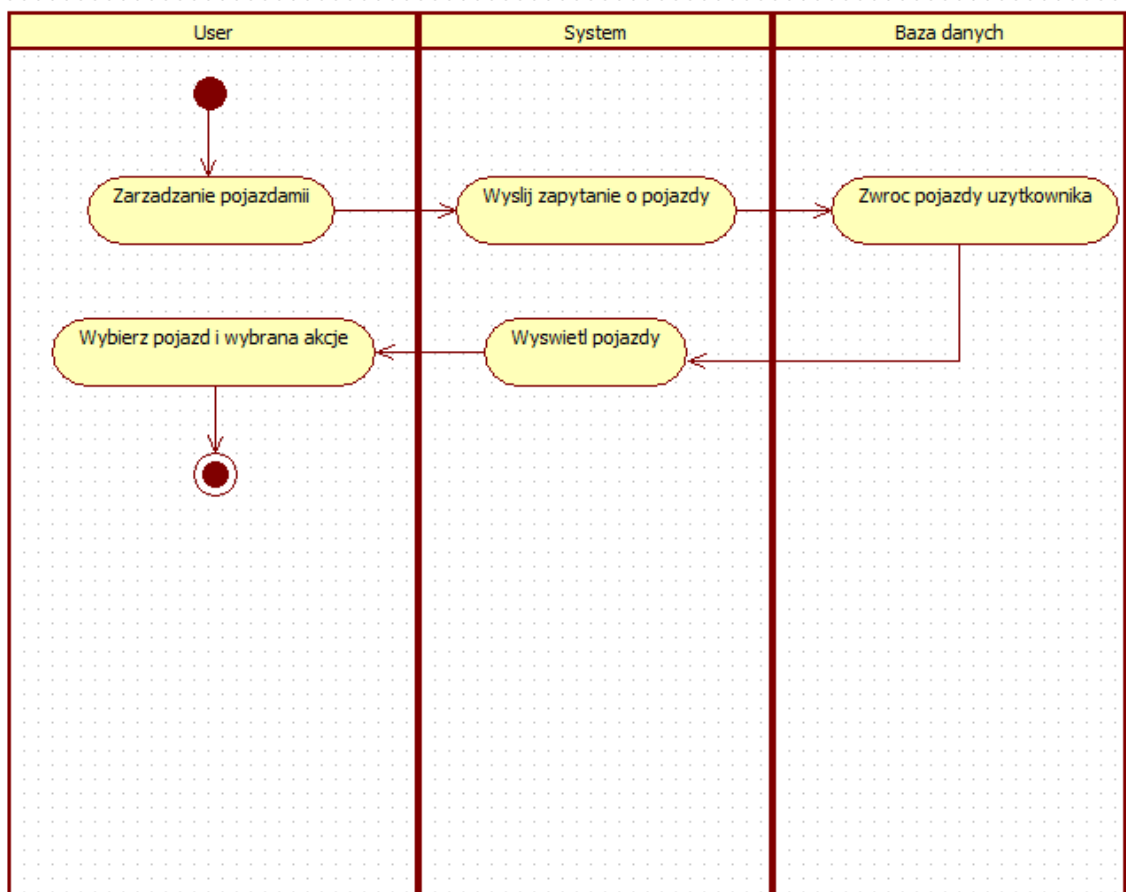 User
System
Baza danych
Zarzadzanie pojazdamii
Wyslij zapytanie o pojazdy
Zwroc pojazdy uzytkownika
Wybierz pojazd i wybrana akcje
Wyswietl pojazdy